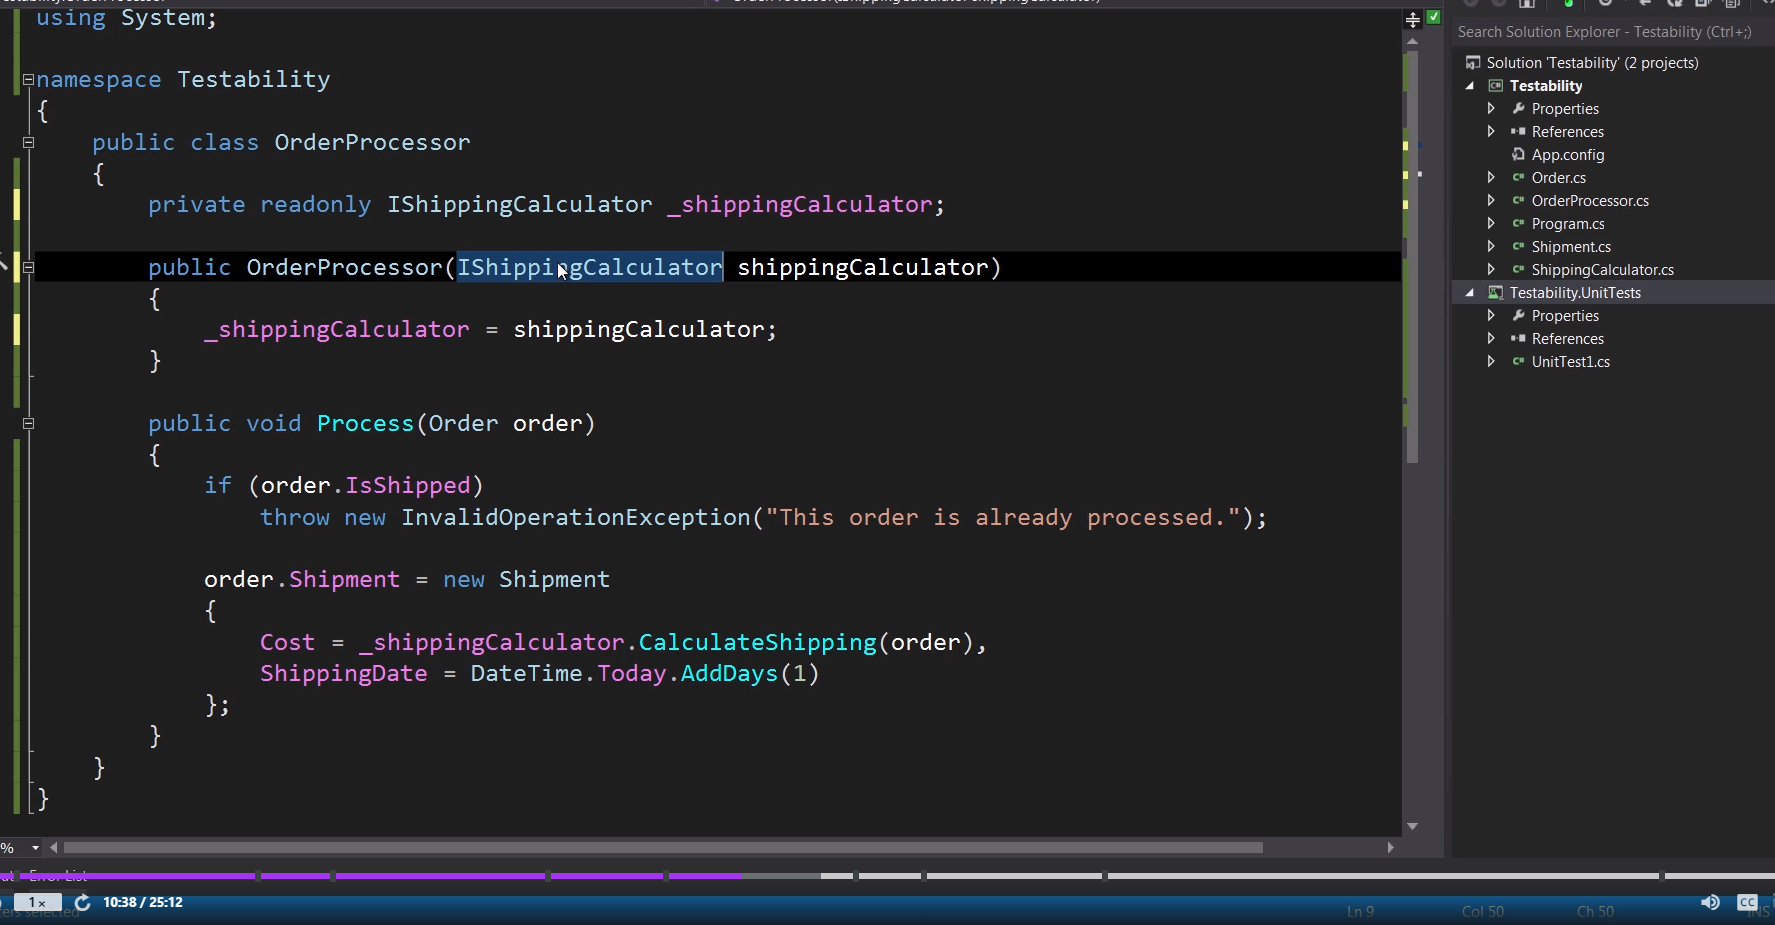 using System;
namespace Testability
{
public class OrderProcessor
{
private readonly IShippingCalculator _shippingCalculator;
public OrderProcessor(IShippingCalculator shippingCalculator)
{
_shippingCalculator = shippingCalculator;
}
public void Process(Order order)
{
if (order.IsShipped)
throw new InvalidOperationException("This order is already processed.");
order.Shipment = new Shipment
{
Cost = _shippingCalculator.CalculateShipping(order),
ShippingDate = DateTime.Today.AddDays(1)
};
}
}
}
Search Solution Explorer - Testability (Ctrl+;)
Solution 'Testability' (2 projects)
Testability
Properties
References
App.config
Order.cs
OrderProcessor.cs
Program.cs
Shipment.cs
ShippingCalculator.cs
Testability.UnitTests
Properties
References
UnitTest1.cs
%
Error List
1×
10:38 / 25:12
selected
Ln 9
Col 50
Ch 50
INS
CC